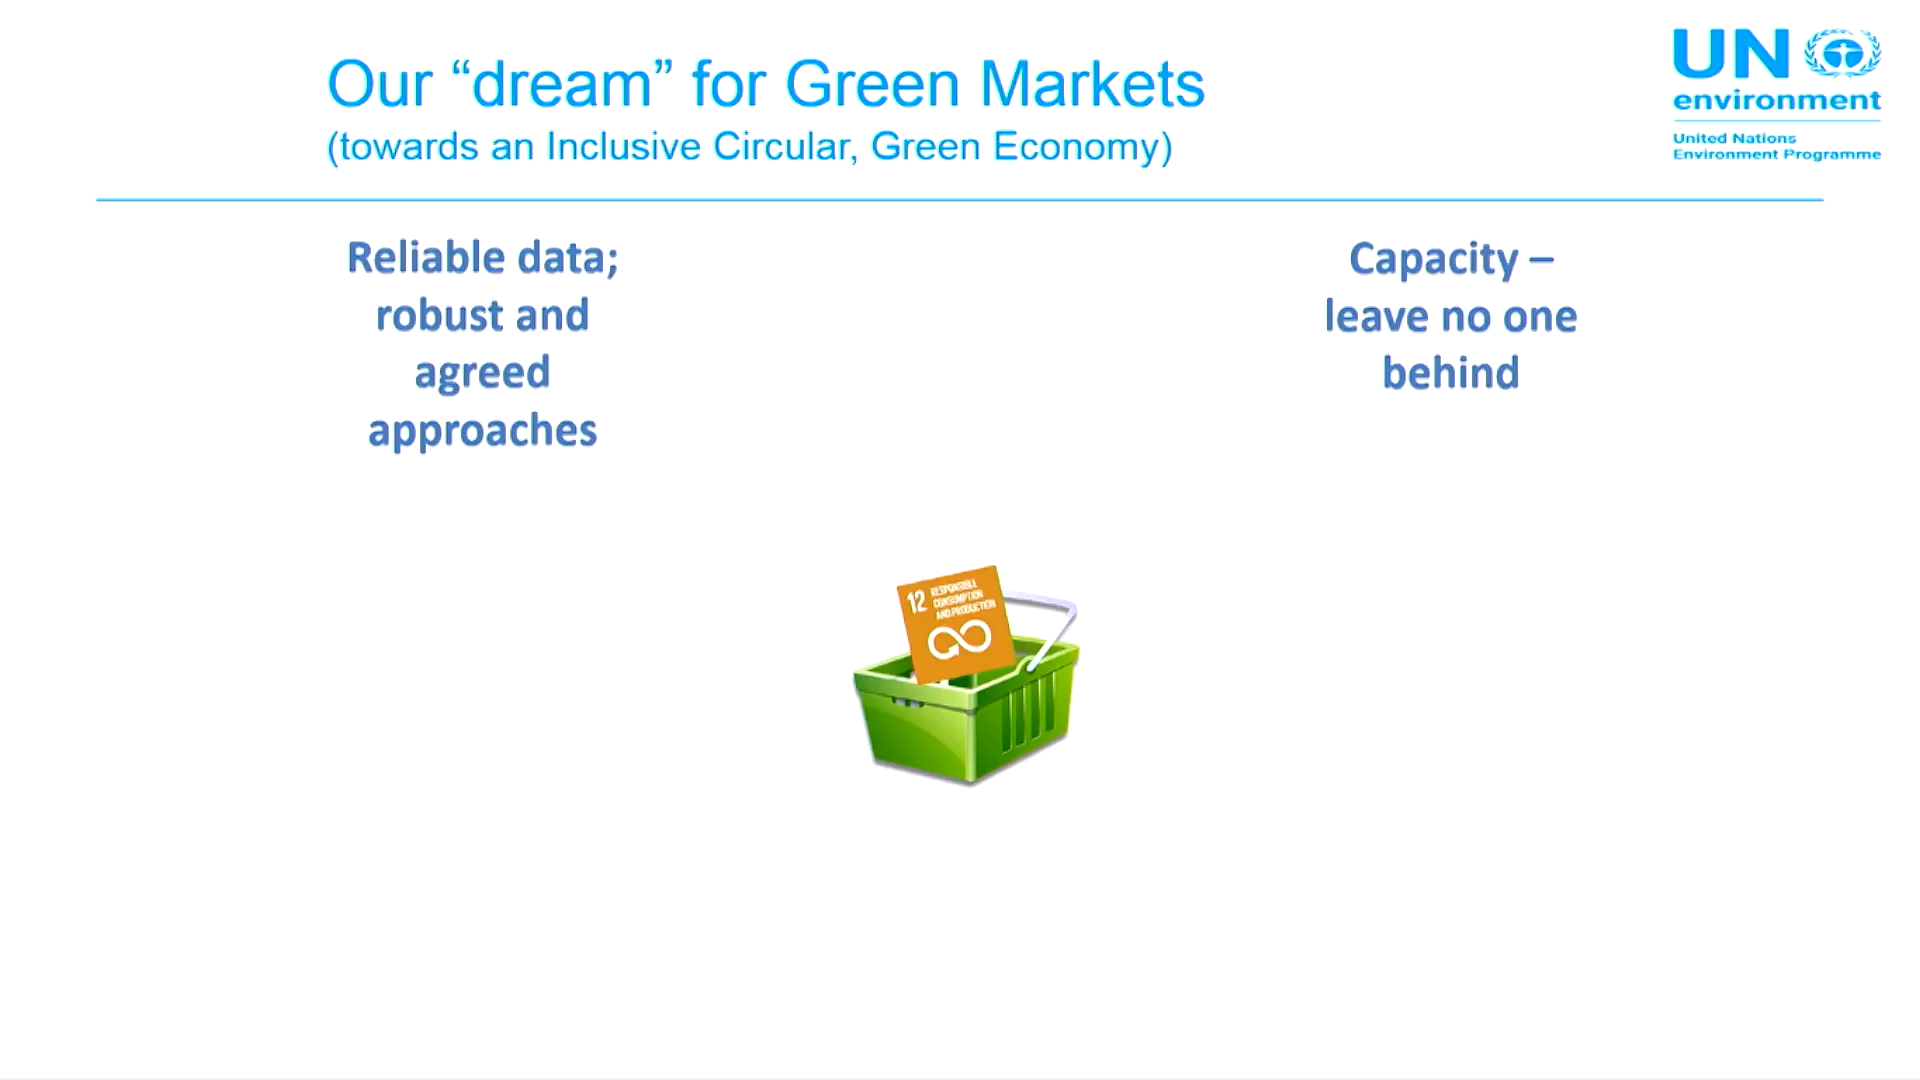 Our “dream” for Green Markets
(towards an Inclusive Circular, Green Economy)
UN
environment
United Nations
Environment Programme
Reliable data;
robust and
agreed
approaches
Capacity –
leave no one
behind
12 RESPONSIBLE
CONSUMPTION
AND PRODUCTION